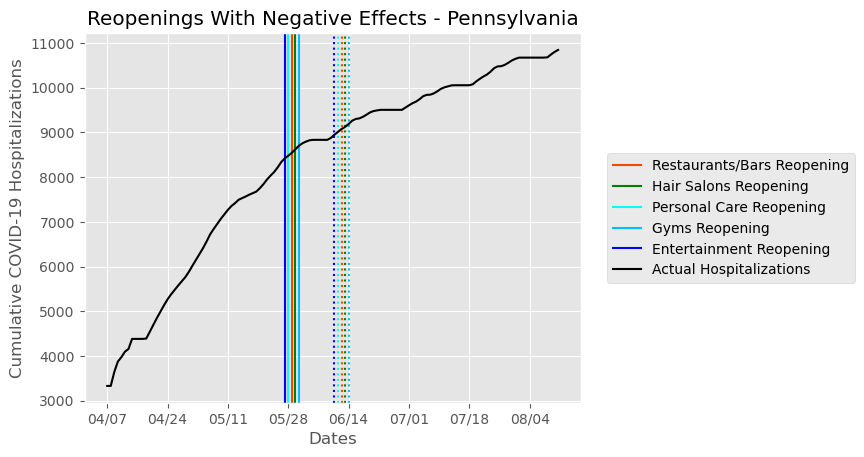 Reopenings With Negative Effects - Pennsylvania
Cumulative COVID-19 Hospitalizations
11000
10000
9000
8000
7000
6000
5000
4000
3000
04/07 04/24 05/11 05/28 06/14 07/01 07/18 08/04
Dates
Restaurants/Bars Reopening
Hair Salons Reopening
Personal Care Reopening
Gyms Reopening
Entertainment Reopening
Actual Hospitalizations